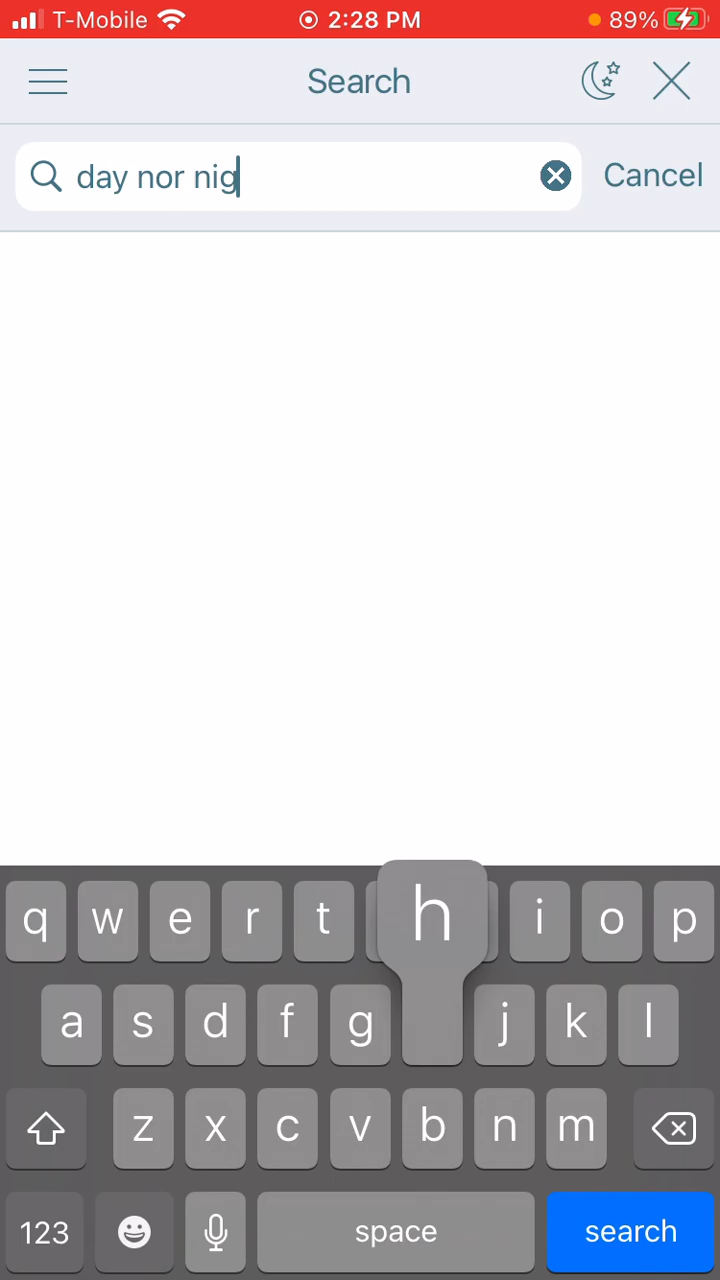 T-Mobile 2:28 PM 89%
Search
day nor nig Cancel
q w e r t h i o p
a s d f g j k l
z x c v b n m
123 space search